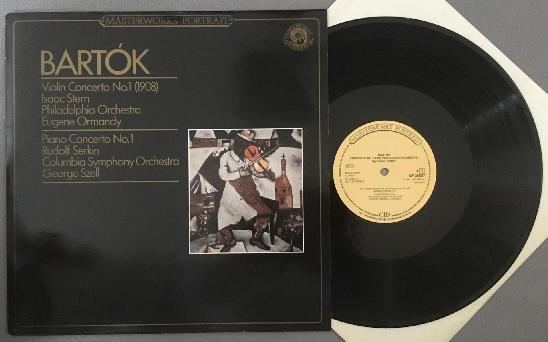 MASTERWORKS PORTRAIT
BARTÓK
Violin Concerto No.1 (1908)
Isaac Stern
Philadelphia Orchestra
Eugene Ormandy
Piano Concerto No.1
Rudolf Serkin
Columbia Symphony Orchestra
George Szell
MASTERWORKS PORTRAIT
CBS